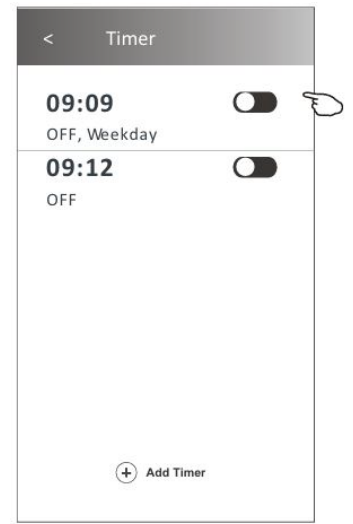 < Timer
09:09
OFF, Weekday
09:12
OFF
+ Add Timer